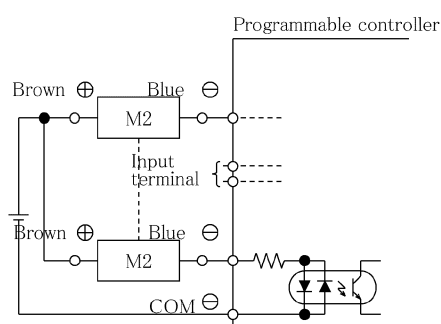 Programmable controller
Brown ⊕ Blue ⊖
M2
Input
terminal
Brown ⊕ Blue ⊖
M2
COM ⊖